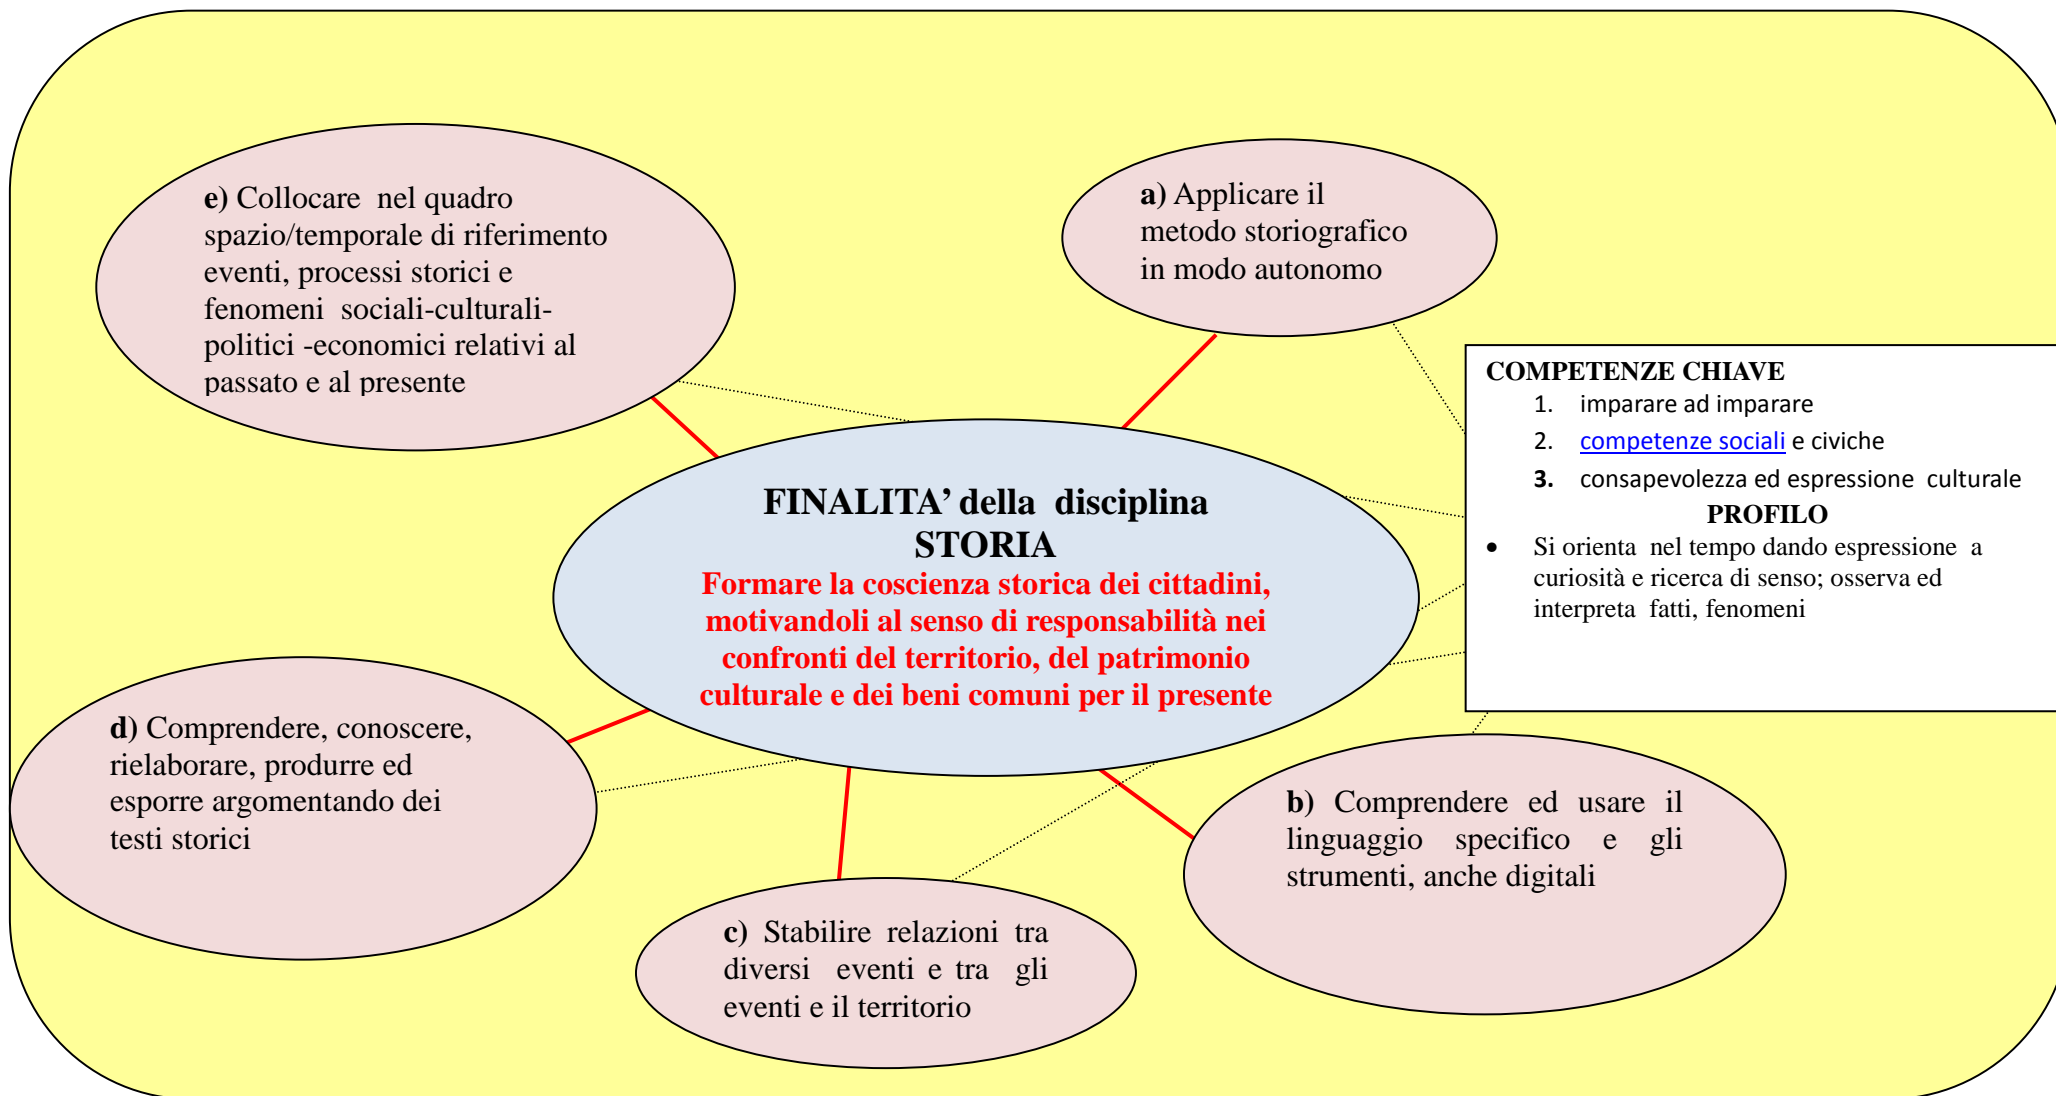 e) Collocare nel quadro
spazio/temporale di riferimento
eventi, processi storici e
fenomeni sociali-culturali-
politici -economici relativi al
passato e al presente
a) Applicare il
metodo storiografico
in modo autonomo
COMPETENZE CHIAVE
1. imparare ad imparare
2. competenze sociali e civiche
3. consapevolezza ed espressione culturale
PROFILO
• Si orienta nel tempo dando espressione a
curiosità e ricerca di senso; osserva ed
interpreta fatti, fenomeni
FINALITA’ della disciplina
STORIA
Formare la coscienza storica dei cittadini,
motivandoli al senso di responsabilità nei
confronti del territorio, del patrimonio
culturale e dei beni comuni per il presente
d) Comprendere, conoscere,
rielaborare, produrre ed
esporre argomentando dei
testi storici
b) Comprendere ed usare il
linguaggio specifico e gli
strumenti, anche digitali
c) Stabilire relazioni tra
diversi eventi e tra gli
eventi e il territorio